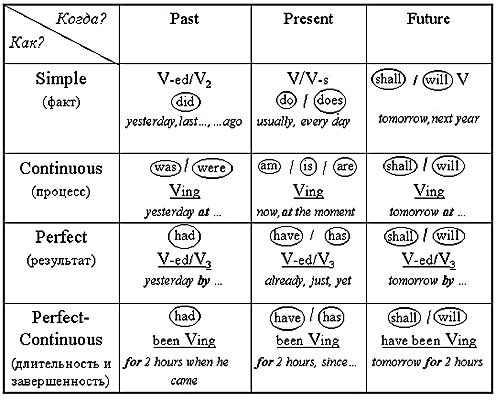 Когда? Past Present Future
Как?
Simple V-ed/V2 V/V-s shall / will V
(факт) did do / does
yesterday, last..., ...ago usually, every day tomorrow, next year
Continuous was / were am / is / are shall / will
(процесс) Ving Ving Ving
yesterday at ... now, at the moment tomorrow at ...
Perfect had have / has shall / will
(результат) V-ed/V3 V-ed/V3 V-ed/V3
yesterday by ... already, just, yet tomorrow by ...
Perfect- had have / has shall / will
Continuous been Ving been Ving have been Ving
(длительность и for 2 hours when he for 2 hours, since... tomorrow for 2 hours
завершенность) came